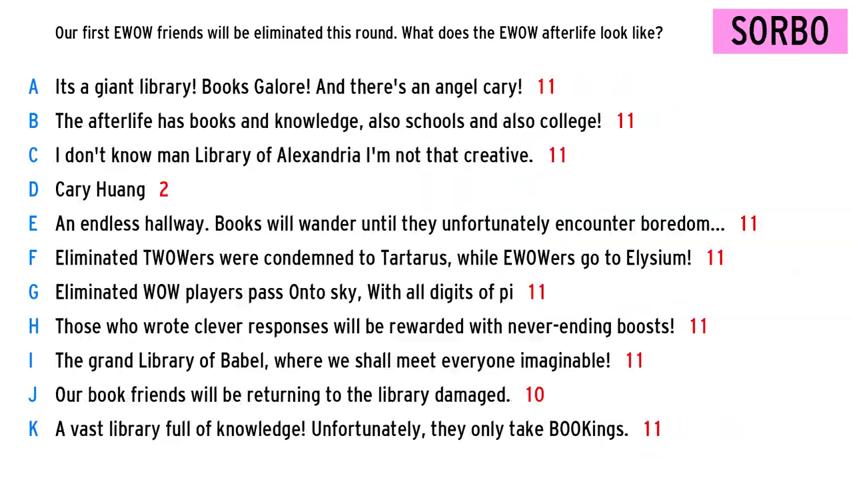 Our first EWOW friends will be eliminated this round. What does the EWOW afterlife look like?
SORBO
A Its a giant library! Books Galore! And there's an angel cary! 11
B The afterlife has books and knowledge, also schools and also college! 11
C I don't know man Library of Alexandria I'm not that creative. 11
D Cary Huang 2
E An endless hallway. Books will wander until they unfortunately encounter boredom... 11
F Eliminated TWOWers were condemned to Tartarus, while EWOWers go to Elysium! 11
G Eliminated WOW players pass Onto sky, With all digits of pi 11
H Those who wrote clever responses will be rewarded with never-ending boosts! 11
I The grand Library of Babel, where we shall meet everyone imaginable! 11
J Our book friends will be returning to the library damaged. 10
K A vast library full of knowledge! Unfortunately, they only take BOOKings. 11